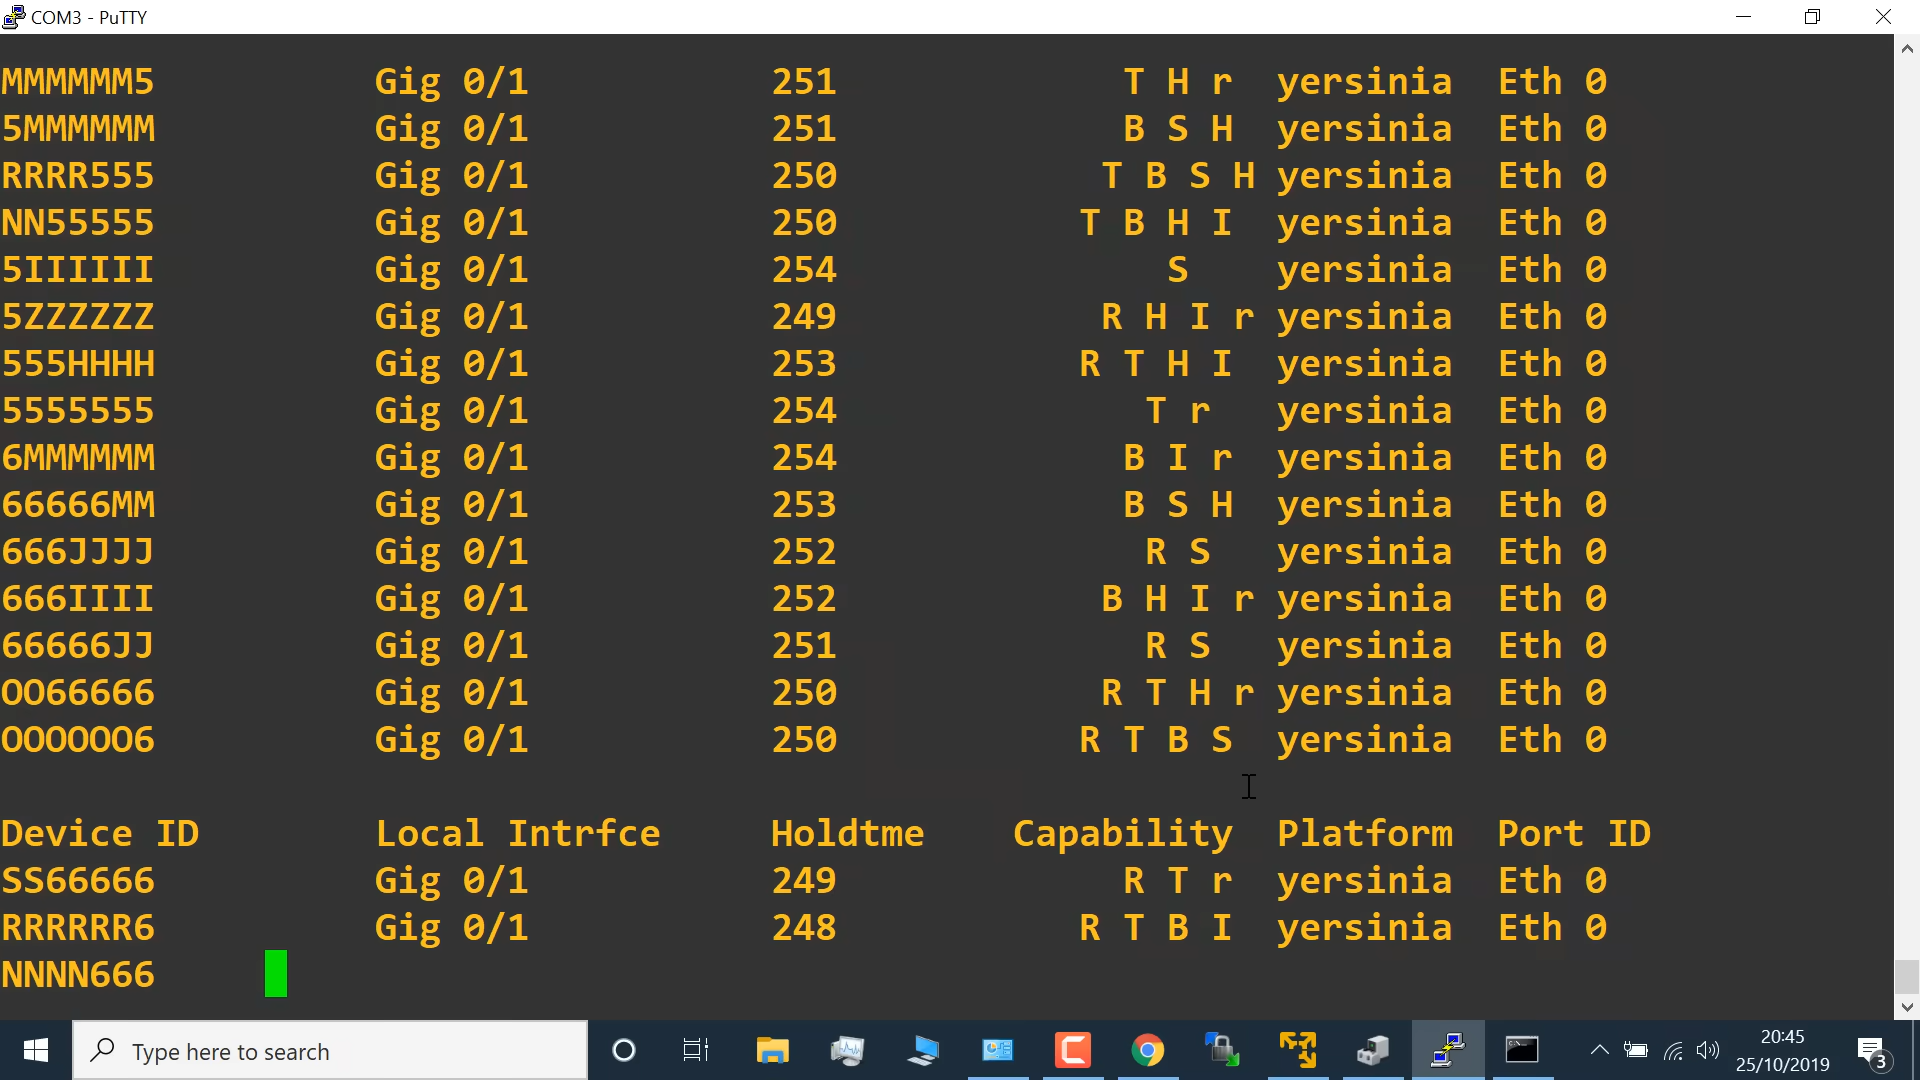 COM3 - PuTTY
MMMMMM5 Gig 0/1 251 T H r yersinia Eth 0
5MMMMMM Gig 0/1 251 B S H yersinia Eth 0
RRRR555 Gig 0/1 250 T B S H yersinia Eth 0
NN55555 Gig 0/1 250 T B H I yersinia Eth 0
5IIIIII Gig 0/1 254 S yersinia Eth 0
5ZZZZZZ Gig 0/1 249 R H I r yersinia Eth 0
555HHHH Gig 0/1 253 R T H I yersinia Eth 0
5555555 Gig 0/1 254 T r yersinia Eth 0
6MMMMMM Gig 0/1 254 B I r yersinia Eth 0
66666MM Gig 0/1 253 B S H yersinia Eth 0
666JJJJ Gig 0/1 252 R S yersinia Eth 0
666IIII Gig 0/1 252 B H I r yersinia Eth 0
66666JJ Gig 0/1 251 R S yersinia Eth 0
OO66666 Gig 0/1 250 R T H r yersinia Eth 0
OOOOOO6 Gig 0/1 250 R T B S yersinia Eth 0
Device ID Local Intrfce Holdtme Capability Platform Port ID
SS66666 Gig 0/1 249 R T r yersinia Eth 0
RRRRRR6 Gig 0/1 248 R T B I yersinia Eth 0
NNNN666
Type here to search
20:45
25/10/2019
3